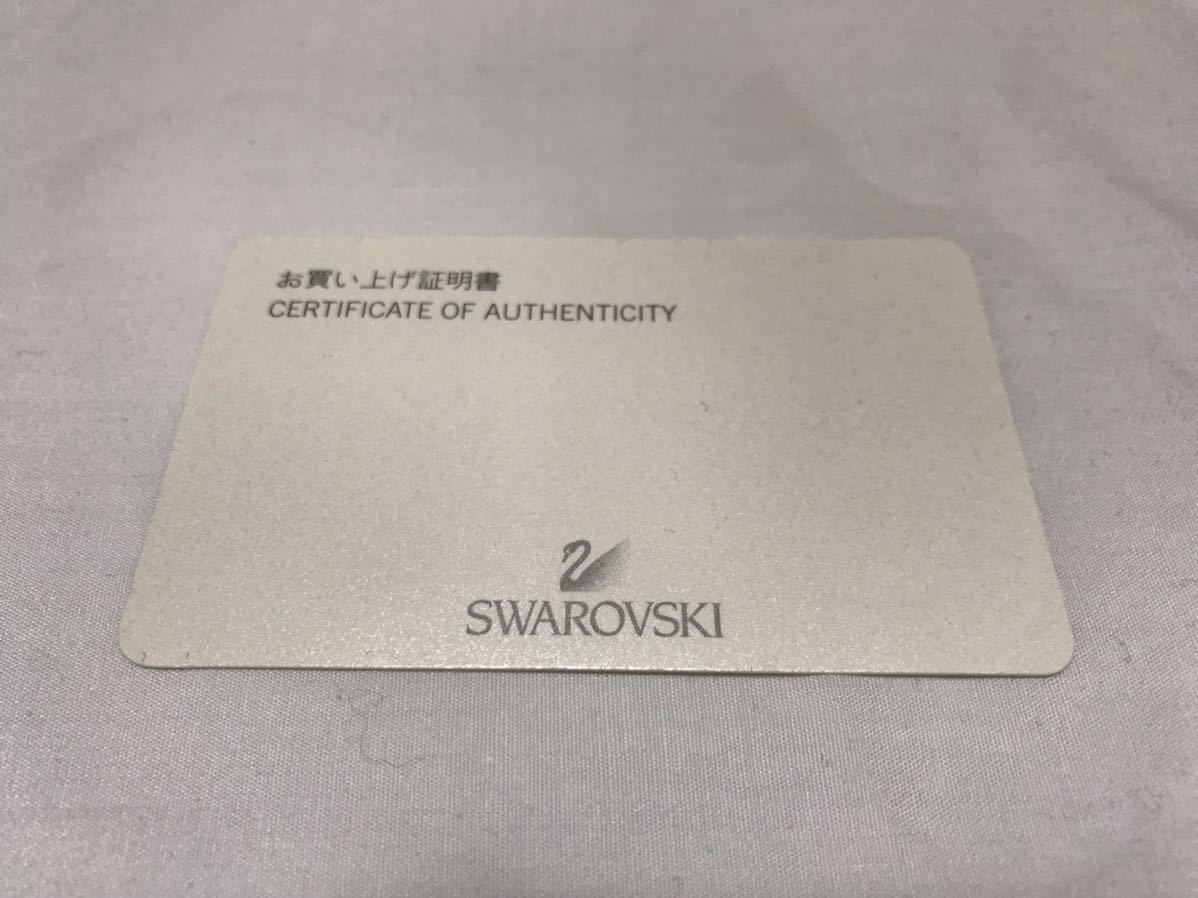 お買い上げ証明書
CERTIFICATE OF AUTHENTICITY
SWAROVSKI